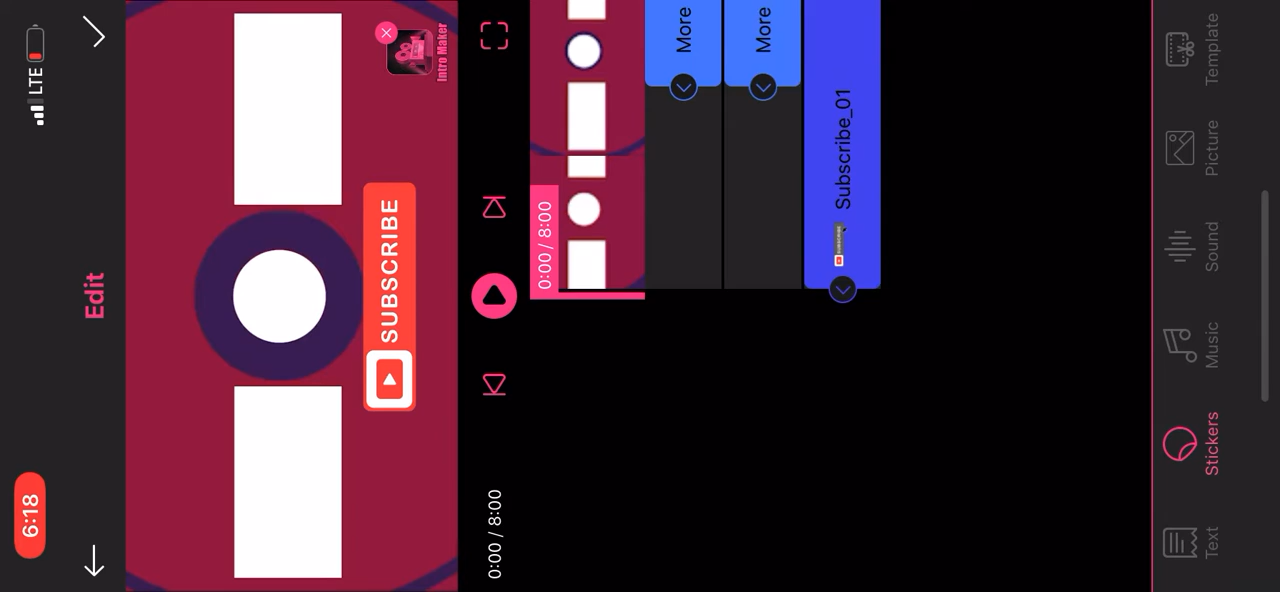 6:18
LTE
Edit
Intro Maker
SUBSCRIBE
0:00 / 8:00
0:00 / 8:00
More
More
Subscribe_01
Text
Stickers
Music
Sound
Picture
Template